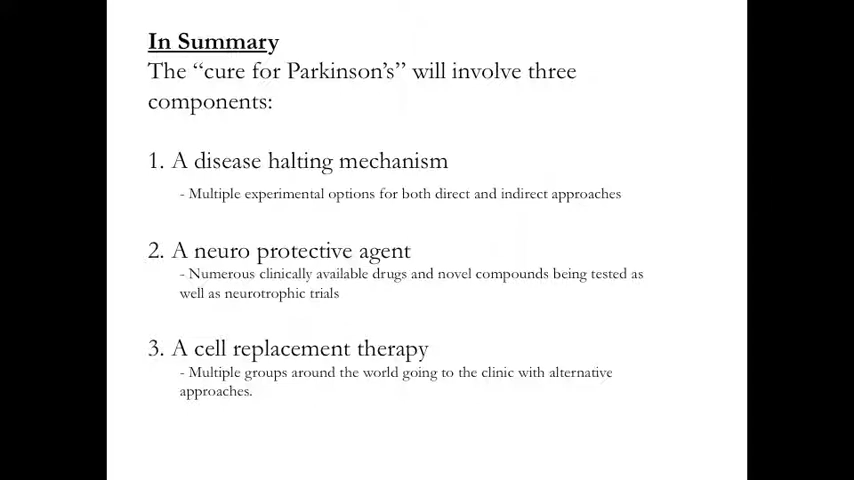 In Summary
The “cure for Parkinson’s” will involve three
components:
1. A disease halting mechanism
- Multiple experimental options for both direct and indirect approaches
2. A neuro protective agent
- Numerous clinically available drugs and novel compounds being tested as
well as neurotrophic trials
3. A cell replacement therapy
- Multiple groups around the world going to the clinic with alternative
approaches.